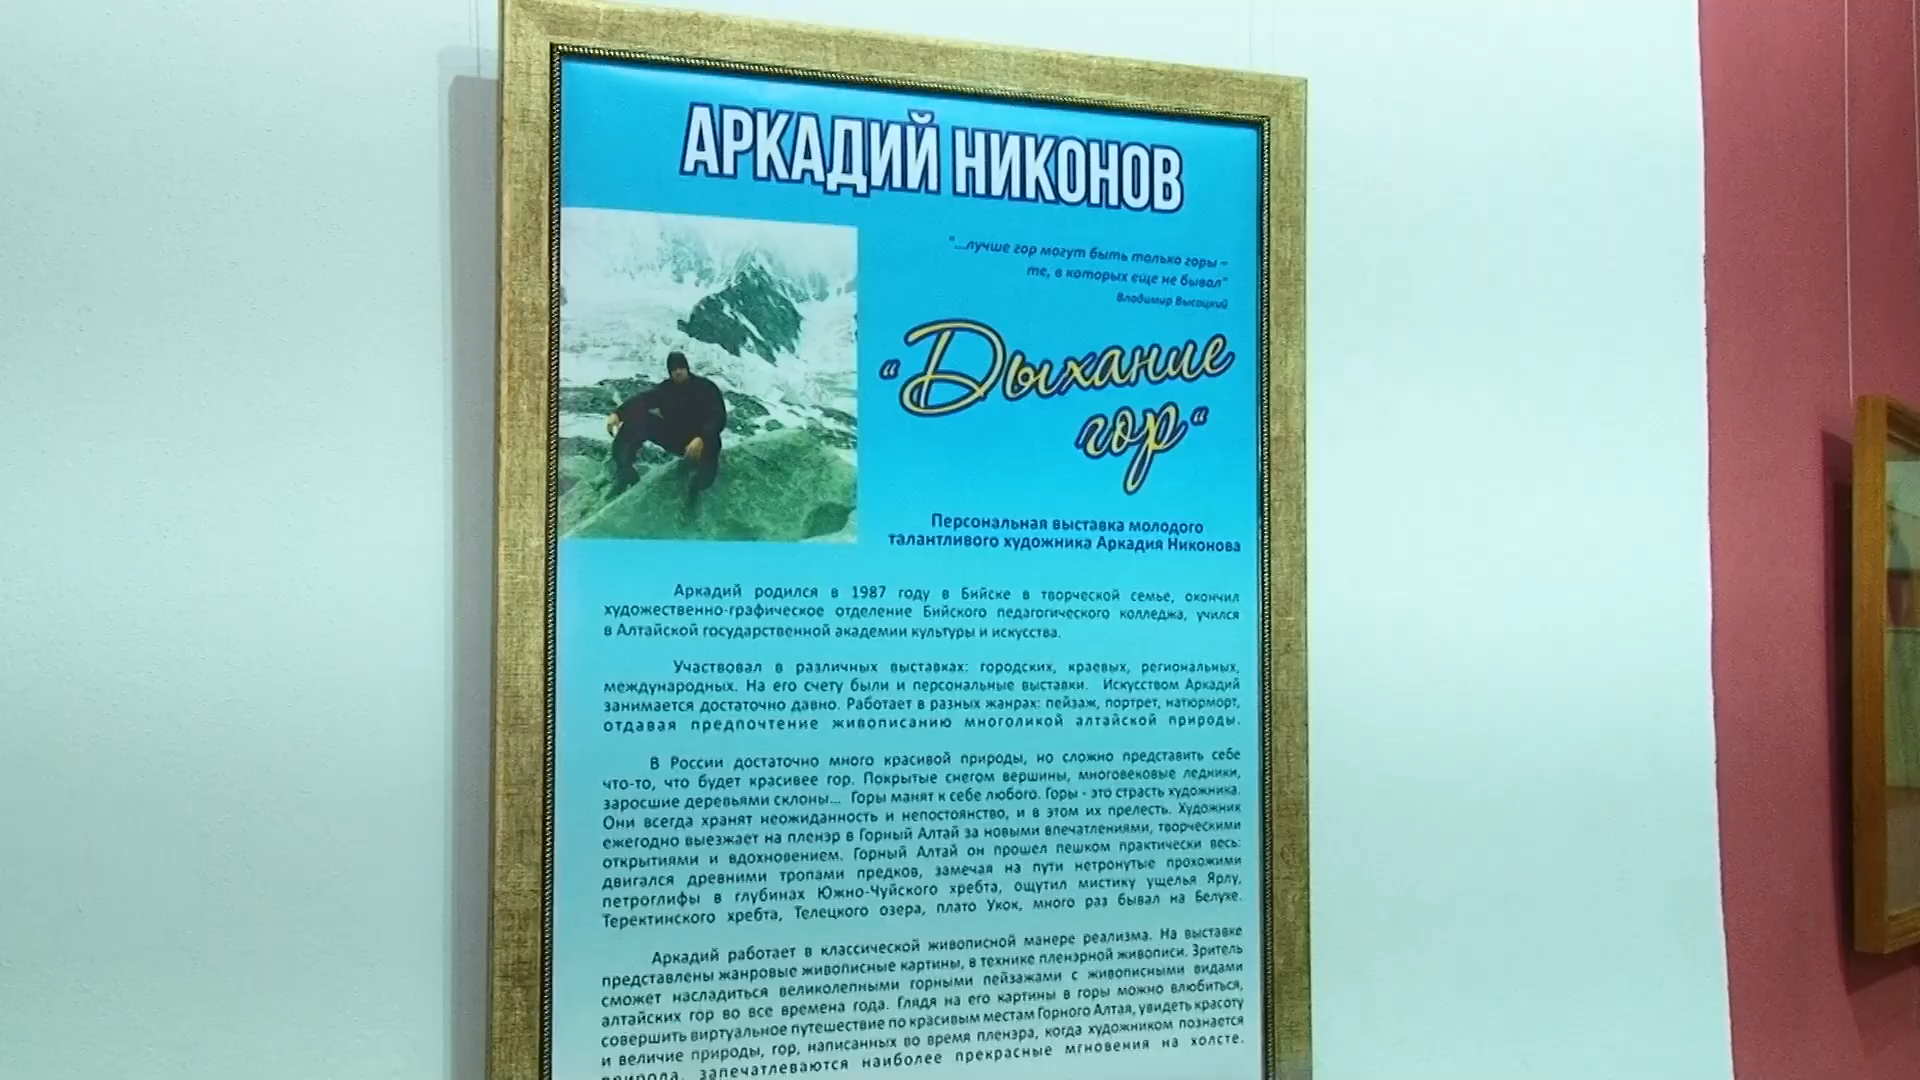 АРКАДИЙ НИКОНОВ
"...лучше гор могут быть только горы –
те, в которых еще не бывал"
Владимир Высоцкий
"Дыхание
гор"
Персональная выставка молодого
талантливого художника Аркадия Никонова
Аркадий родился в 1987 году в Бийске в творческой семье, окончил
художественно-графическое отделение Бийского педагогического колледжа, учился
в Алтайской государственной академии культуры и искусства.
Участвовал в различных выставках: городских, краевых, региональных,
международных. На его счету были и персональные выставки. Искусством Аркадий
занимается достаточно давно. Работает в разных жанрах: пейзаж, портрет, натюрморт,
отдавая предпочтение живописанию многоликой алтайской природы.
В России достаточно много красивой природы, но сложно представить себе
что-то, что будет красивее гор. Покрытые снегом вершины, многовековые ледники,
заросшие деревьями склоны... Горы манят к себе любого. Горы - это страсть художника.
Они всегда хранят неожиданность и непостоянство, и в этом их прелесть. Художник
ежегодно выезжает на пленэр в Горный Алтай за новыми впечатлениями, творческими
открытиями и вдохновением. Горный Алтай он прошел пешком практически весь:
двигался древними тропами предков, замечая на пути нетронутые прохожими
петроглифы в глубинах Южно-Чуйского хребта, ощутил мистику ущелья Ярлу,
Теректинского хребта, Телецкого озера, плато Укок, много раз бывал на Белухе.
Аркадий работает в классической живописной манере реализма. На выставке
представлены жанровые живописные картины, в технике пленэрной живописи. Зритель
сможет насладиться великолепными горными пейзажами с живописными видами
алтайских гор во все времена года. Глядя на его картины в горы можно влюбиться,
совершить виртуальное путешествие по красивым местам Горного Алтая, увидеть красоту
и величие природы, гор, написанных во время пленэра, когда художником познается
природа, запечатлеваются наиболее прекрасные мгновения на холсте.